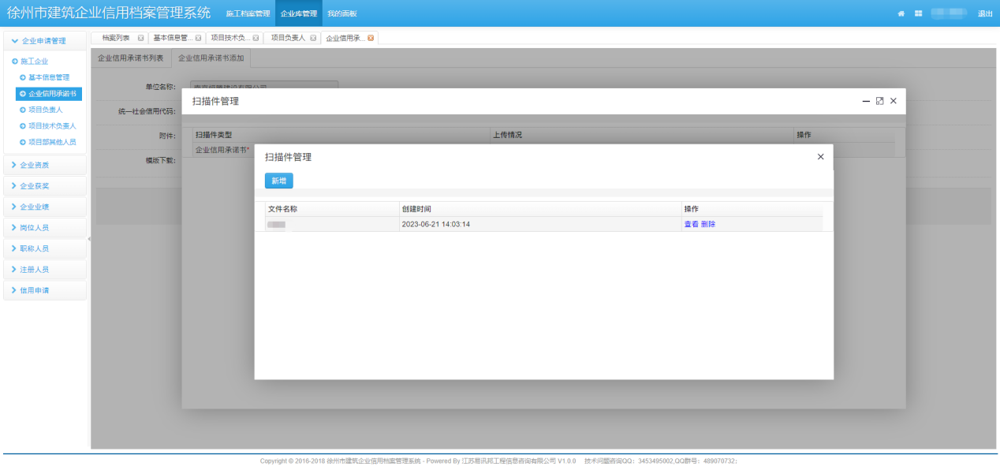 徐州市建筑企业信用档案管理系统 施工档案管理 企业库管理 我的面板 退出
企业申请管理
施工企业
基本信息管理
企业信用承诺书
项目负责人
项目技术负责人
项目部其他人员
企业资质
企业获奖
企业业绩
岗位人员
职称人员
注册人员
信用申请
档案列表 基本信息管... 项目技术负... 项目负责人 企业信用承...
企业信用承诺书列表 企业信用承诺书添加
单位名称:
统一社会信用代码:
附件:
模版下载:
扫描件管理
扫描件类型 上传情况 操作
企业信用承诺书*
扫描件管理
新增
文件名称 创建时间 操作
2023-06-21 14:03:14 查看 删除
Copyright © 2016-2018 徐州市建筑企业信用档案管理系统 - Powered By 江苏易讯邦工程信息咨询有限公司 V1.0.0 技术问题咨询QQ：3453495002,QQ群号：489070732；